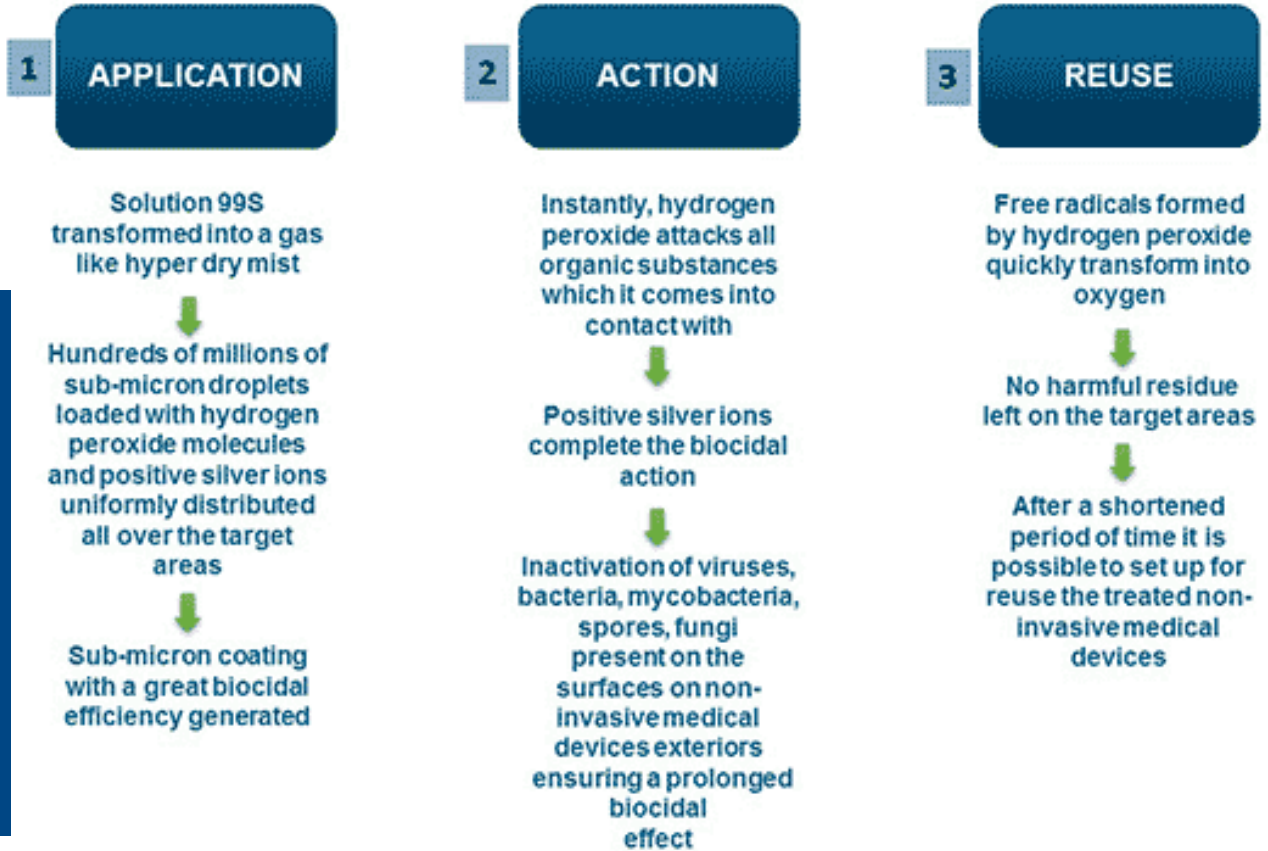 1
APPLICATION
Solution 99S
transformed into a gas
like hyper dry mist
Hundreds of millions of
sub-micron droplets
loaded with hydrogen
peroxide molecules
and positive silver ions
uniformly distributed
all over the target
areas
Sub-micron coating
with a great biocidal
efficiency generated
2
ACTION
Instantly, hydrogen
peroxide attacks all
organic substances
which it comes into
contact with
Positive silver ions
complete the biocidal
action
Inactivation of viruses,
bacteria, mycobacteria,
spores, fungi
present on the
surfaces on non-
invasive medical
devices exteriors
ensuring a prolonged
biocidal
effect
3
REUSE
Free radicals formed
by hydrogen peroxide
quickly transform into
oxygen
No harmful residue
left on the target areas
After a shortened
period of time it is
possible to set up for
reuse the treated non-
invasive medical
devices